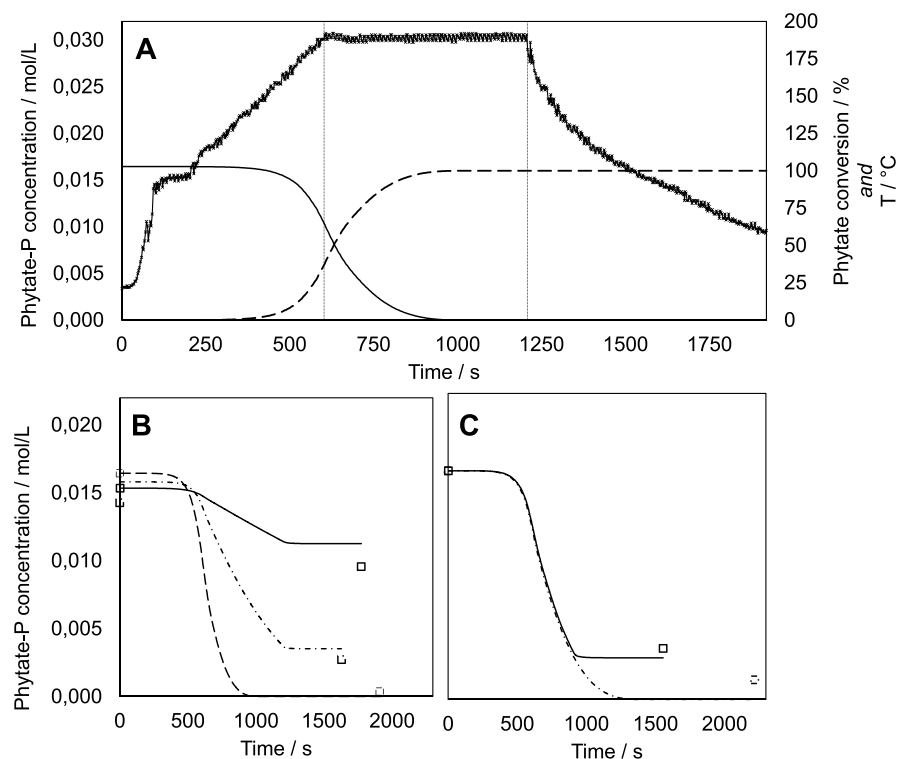 A
Phytate-P concentration / mol/L
0,030
0,025
0,020
0,015
0,010
0,005
0,000
200
175
150
125
100
75
50
25
0
Phytate conversion / %
and
T / °C
0 250 500 750 1000 1250 1500 1750
Time / s
B
Phytate-P concentration / mol/L
0,020
0,015
0,010
0,005
0,000
0 500 1000 1500 2000
Time / s
C
0 500 1000 1500 2000
Time / s